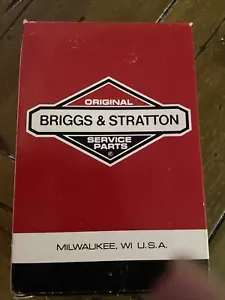 ORIGINAL
BRIGGS & STRATTON
SERVICE
PARTS
®
MILWAUKEE, WI U.S.A.